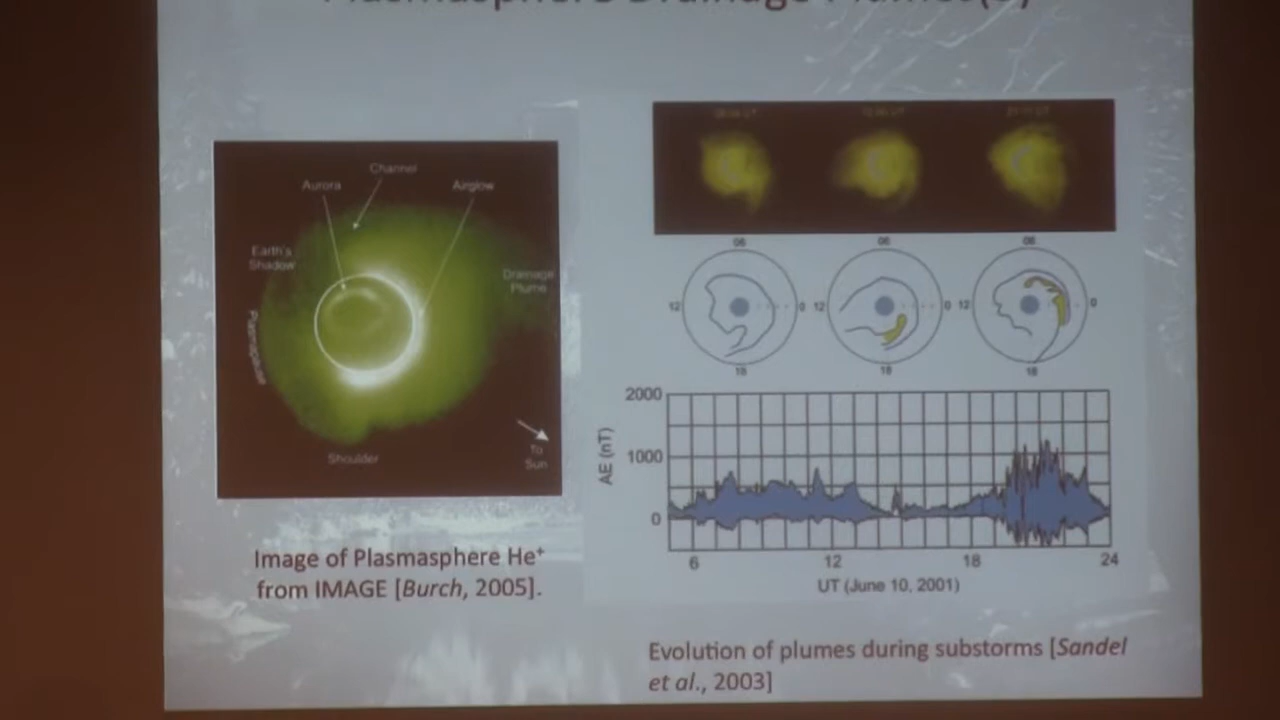 Plasmasphere Drainage Plumes(3)
Channel
Aurora
Airglow
Earth's
Shadow
Drainage
Plume
Plasmapause
To
Sun
Shoulder
Image of Plasmasphere He⁺
from IMAGE [Burch, 2005].
06 06 06
12 0 12 0 12 0
18 18 18
2000
1000
0
AE (nT)
6 12 18 24
UT (June 10, 2001)
Evolution of plumes during substorms [Sandel
et al., 2003]